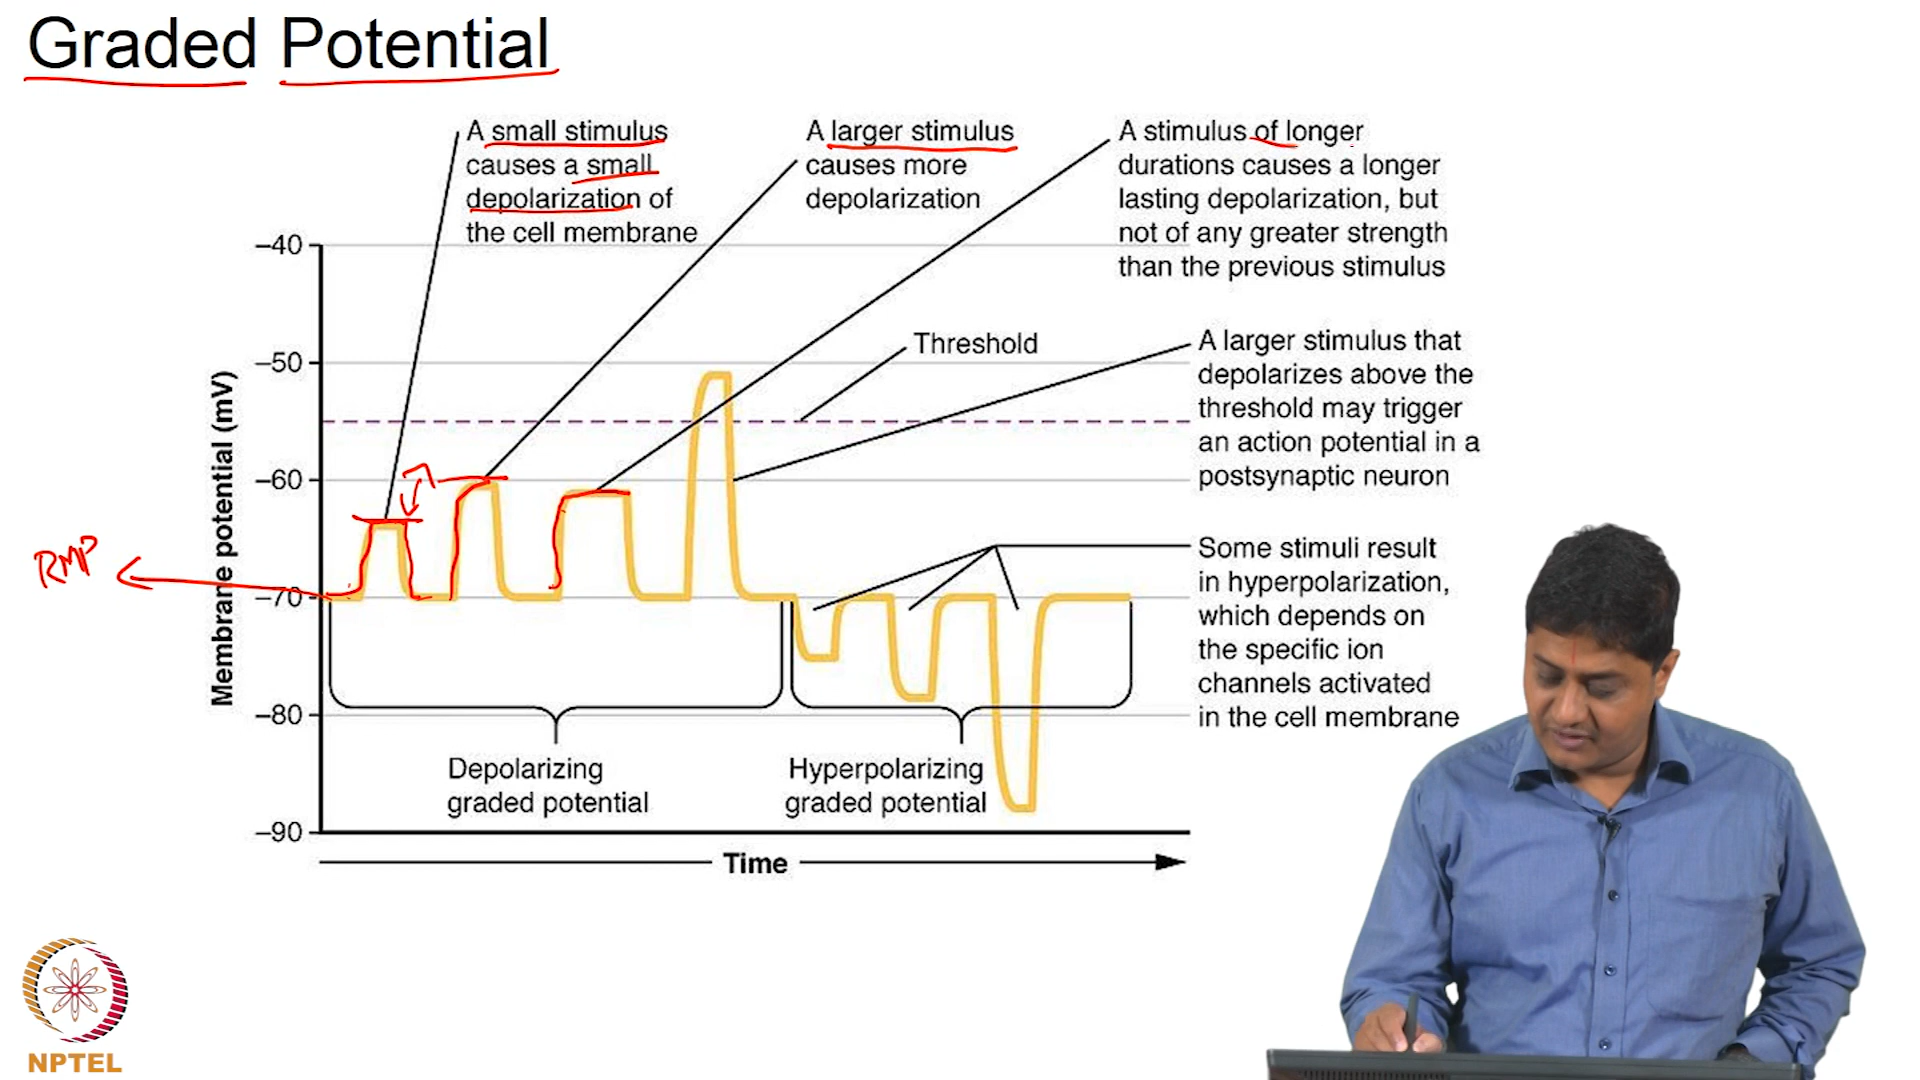 Graded Potential
A small stimulus
causes a small
depolarization of
the cell membrane
A larger stimulus
causes more
depolarization
A stimulus of longer
durations causes a longer
lasting depolarization, but
not of any greater strength
than the previous stimulus
Threshold
A larger stimulus that
depolarizes above the
threshold may trigger
an action potential in a
postsynaptic neuron
Some stimuli result
in hyperpolarization,
which depends on
the specific ion
channels activated
in the cell membrane
Membrane potential (mV)
–40
–50
–60
–70
–80
–90
RMP
Depolarizing
graded potential
Hyperpolarizing
graded potential
Time
NPTEL